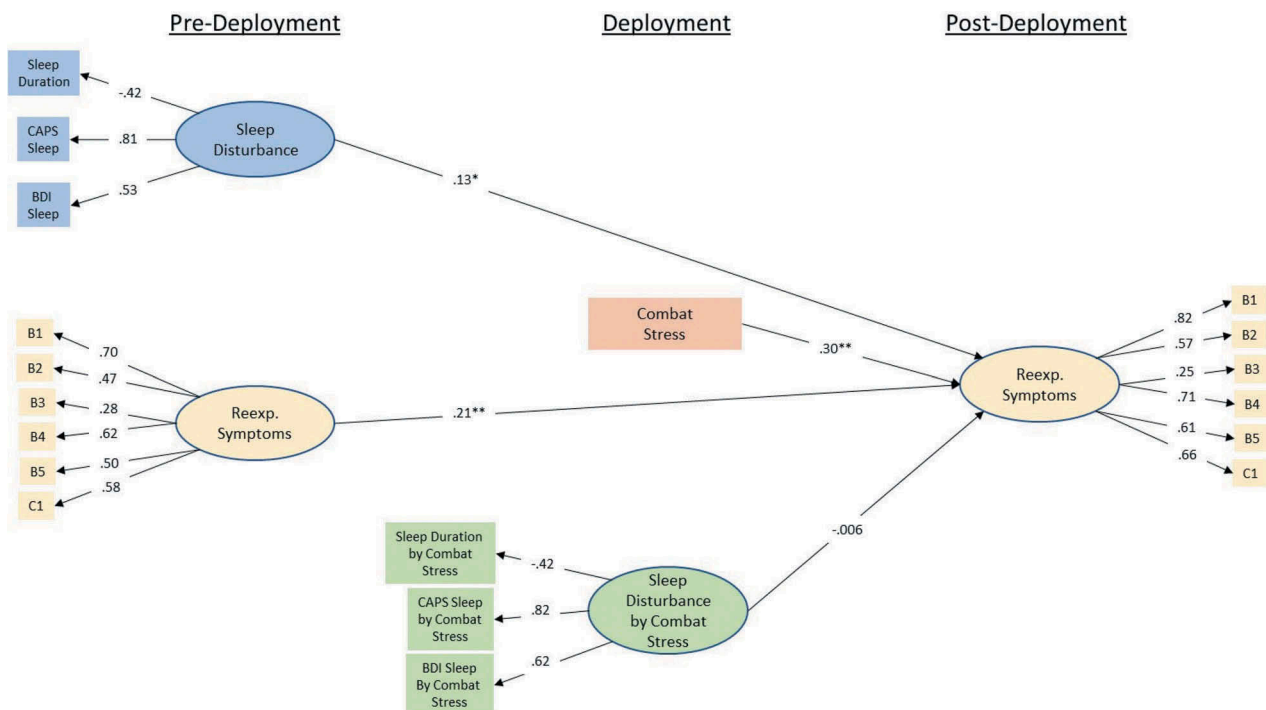 Pre-Deployment
Deployment
Post-Deployment
Sleep
Duration
-.42
CAPS
Sleep
.81
Sleep
Disturbance
BDI
Sleep
.53
.13*
Combat
Stress
.30**
B1
.70
B2
.47
B3
.28
B4
.62
B5
.50
C1
.58
Reexp.
Symptoms
.21**
Reexp.
Symptoms
.82
B1
.57
B2
.25
B3
.71
B4
.61
B5
.66
C1
Sleep Duration
by Combat
Stress
-.42
CAPS Sleep
by Combat
Stress
.82
BDI Sleep
By Combat
Stress
.62
Sleep
Disturbance
by Combat
Stress
-.006